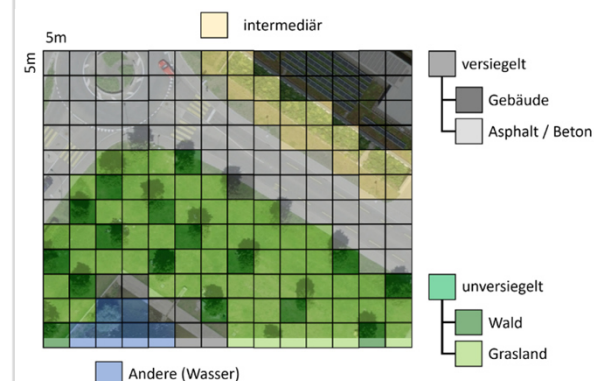 intermediär
5m
5m
versiegelt
Gebäude
Asphalt / Beton
unversiegelt
Wald
Grasland
Andere (Wasser)